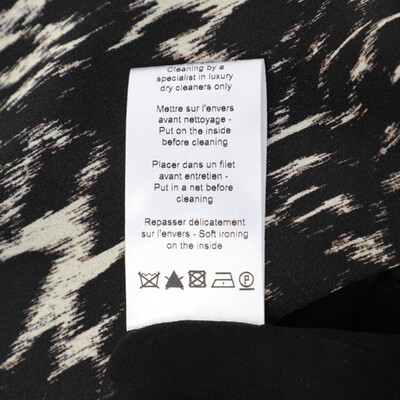 Cleaning by a
specialist in luxury
dry cleaners only
Mettre sur l'envers
avant nettoyage -
Put on the inside
before cleaning
Placer dans un filet
avant entretien -
Put in a net before
cleaning
Repasser délicatement
sur l'envers - Soft ironing
on the inside
P